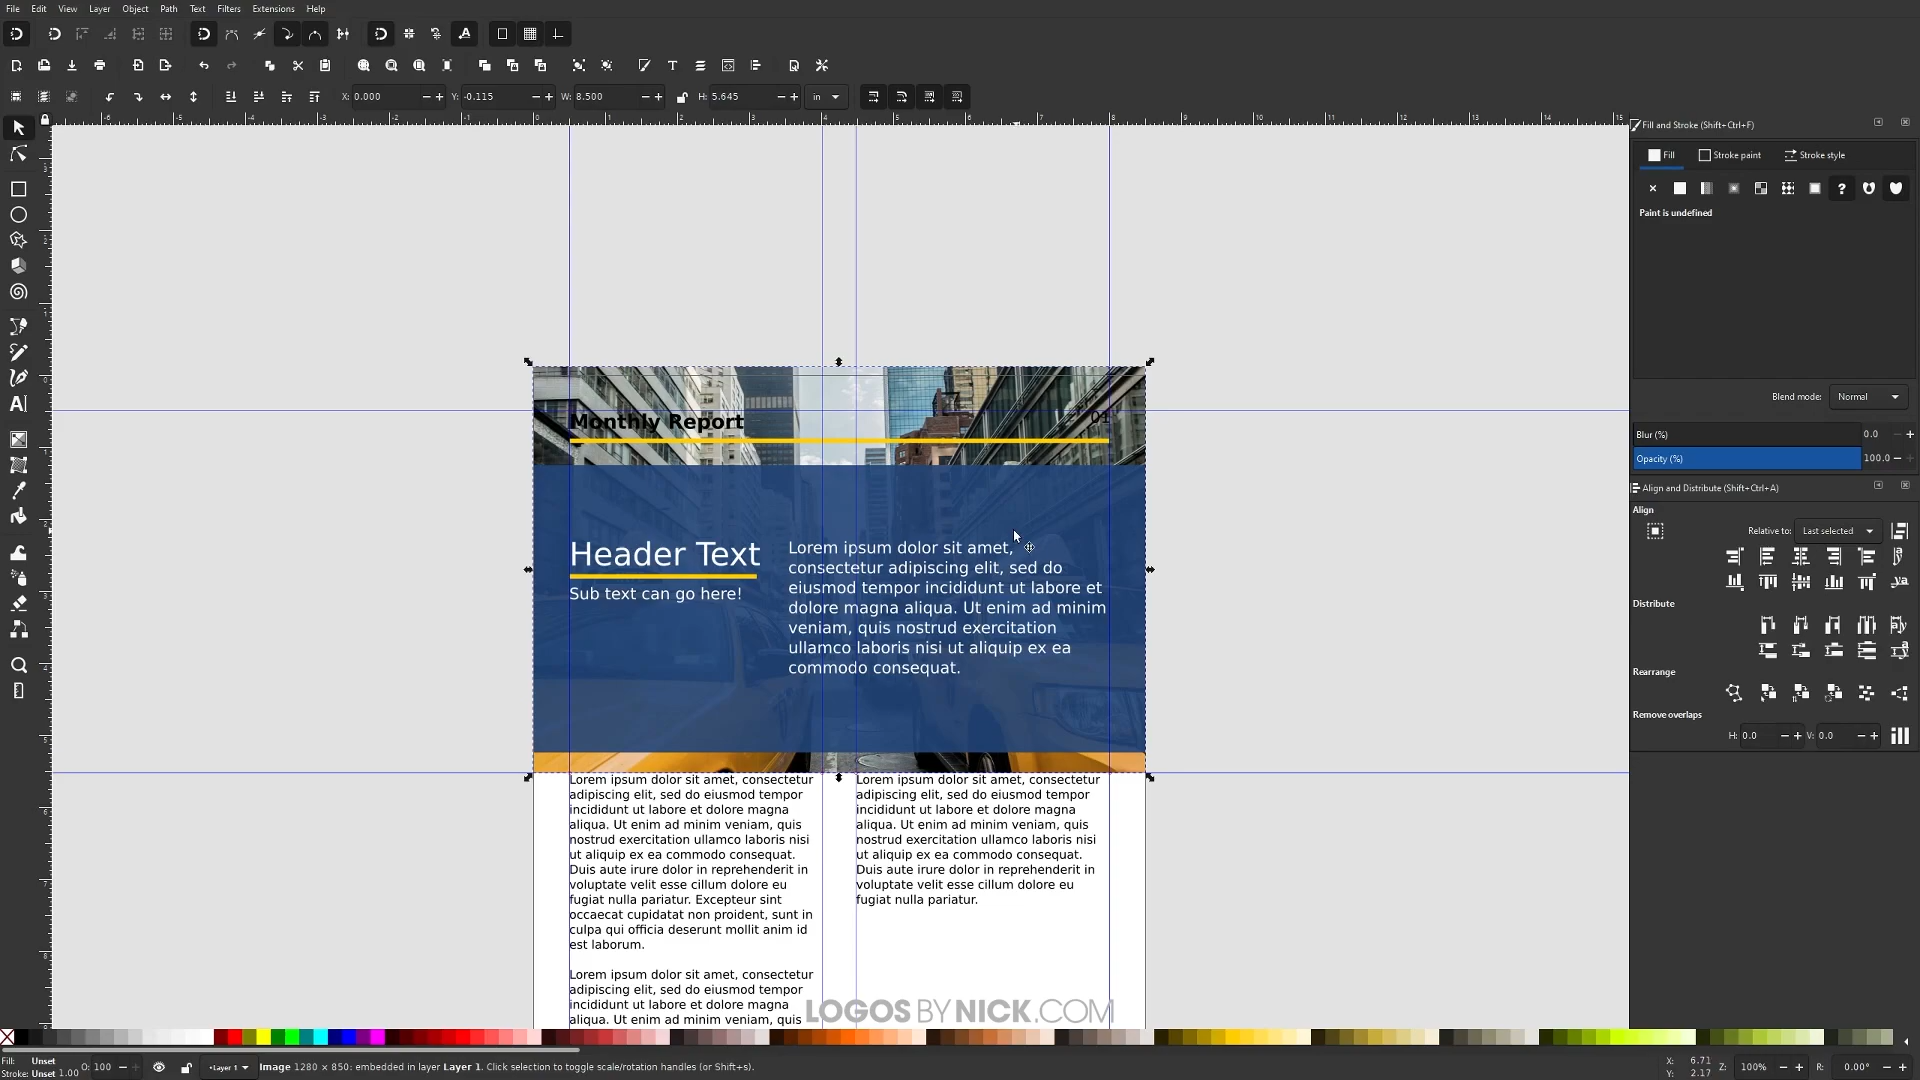 File Edit View Layer Object Path Text Filters Extensions Help
X: 0.000 Y: -0.115 W: 8.500 H: 5.645 in
Fill and Stroke (Shift+Ctrl+F)
Fill Stroke paint Stroke style
Paint is undefined
Blend mode: Normal
Blur (%) 0.0
Opacity (%) 100.0
Align and Distribute (Shift+Ctrl+A)
Align
Relative to: Last selected
Distribute
Rearrange
Remove overlaps
H: 0.0 V: 0.0
Monthly Report
01
Header Text
Sub text can go here!
Lorem ipsum dolor sit amet,
consectetur adipiscing elit, sed do
eiusmod tempor incididunt ut labore et
dolore magna aliqua. Ut enim ad minim
veniam, quis nostrud exercitation
ullamco laboris nisi ut aliquip ex ea
commodo consequat.
Lorem ipsum dolor sit amet, consectetur
adipiscing elit, sed do eiusmod tempor
incididunt ut labore et dolore magna
aliqua. Ut enim ad minim veniam, quis
nostrud exercitation ullamco laboris nisi
ut aliquip ex ea commodo consequat.
Duis aute irure dolor in reprehenderit in
voluptate velit esse cillum dolore eu
fugiat nulla pariatur. Excepteur sint
occaecat cupidatat non proident, sunt in
culpa qui officia deserunt mollit anim id
est laborum.
Lorem ipsum dolor sit amet, consectetur
adipiscing elit, sed do eiusmod tempor
incididunt ut labore et dolore magna
aliqua. Ut enim ad minim veniam, quis
Lorem ipsum dolor sit amet, consectetur
adipiscing elit, sed do eiusmod tempor
incididunt ut labore et dolore magna
aliqua. Ut enim ad minim veniam, quis
nostrud exercitation ullamco laboris nisi
ut aliquip ex ea commodo consequat.
Duis aute irure dolor in reprehenderit in
voluptate velit esse cillum dolore eu
fugiat nulla pariatur.
LOGOS BY NICK.COM
Fill: Unset
Stroke: Unset 1.00
O: 100
Layer 1
Image 1280 × 850: embedded in layer Layer 1. Click selection to toggle scale/rotation handles (or Shift+s).
X: 6.71
Y: 2.17
Z: 100%
R: 0.00°